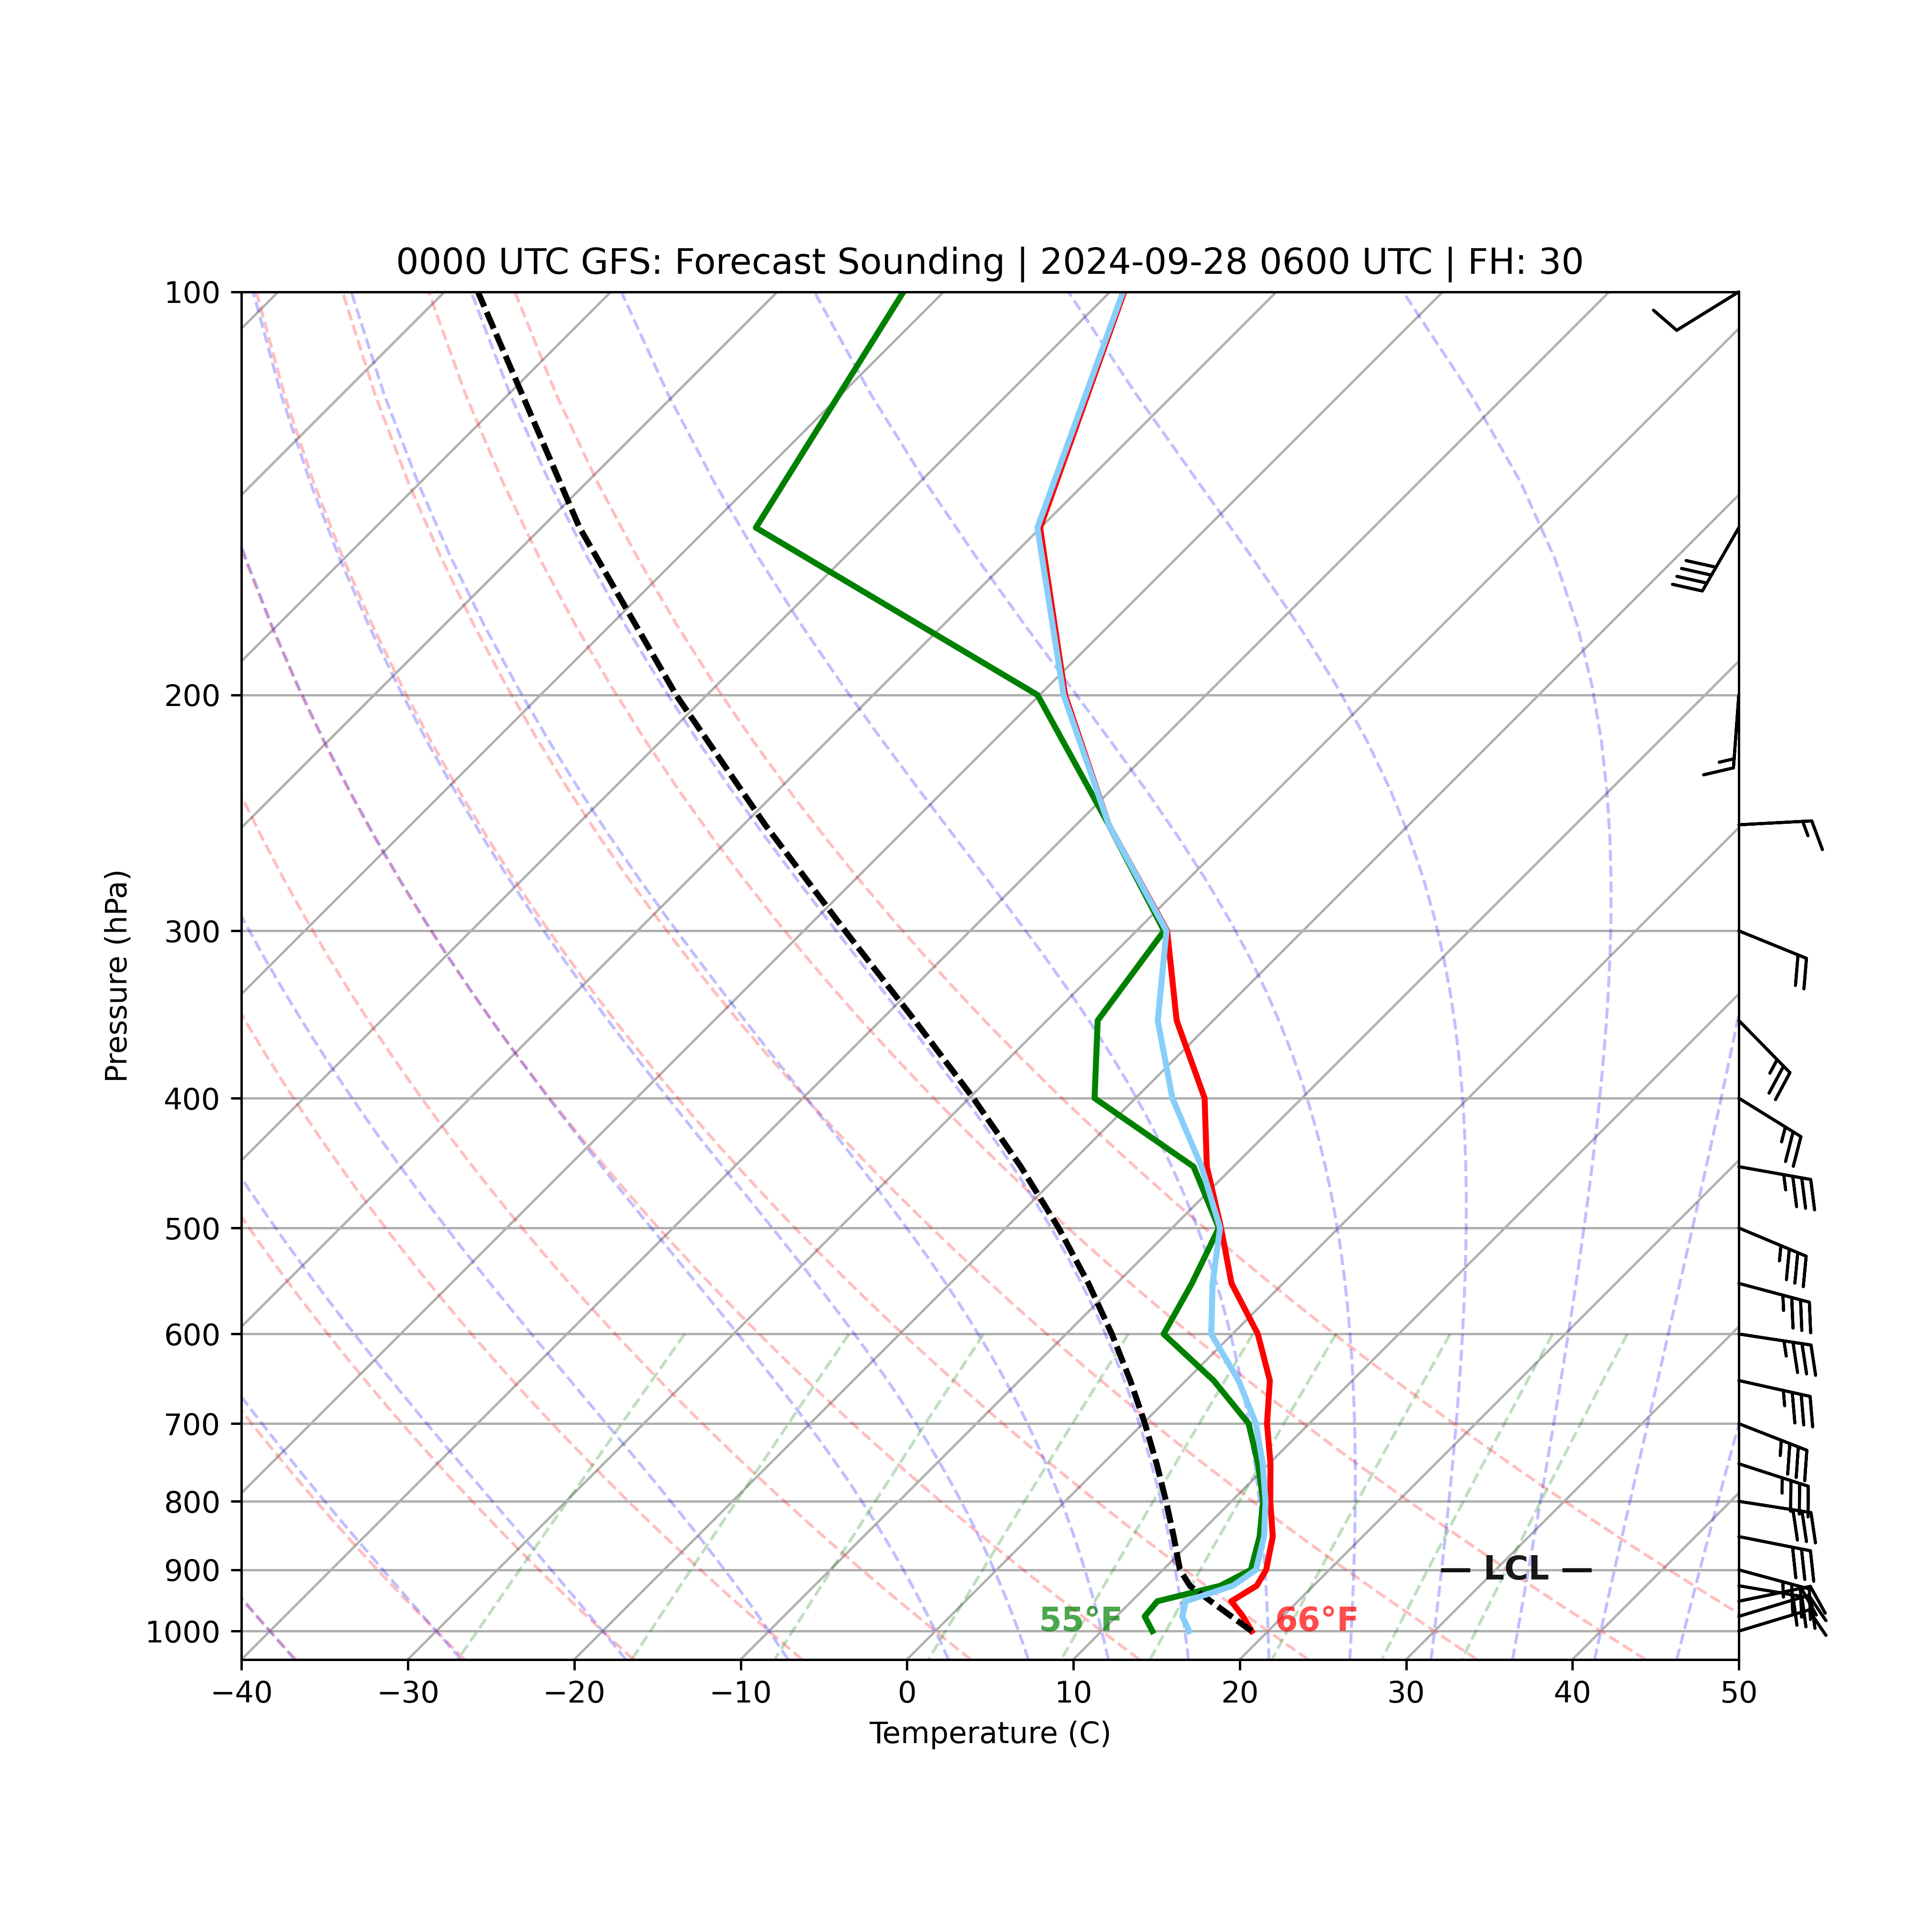 0000 UTC GFS: Forecast Sounding | 2024-09-28 0600 UTC | FH: 30
100
200
300
400
500
600
700
800
900
1000
Pressure (hPa)
— LCL —
55°F
66°F
−40 −30 −20 −10 0 10 20 30 40 50
Temperature (C)